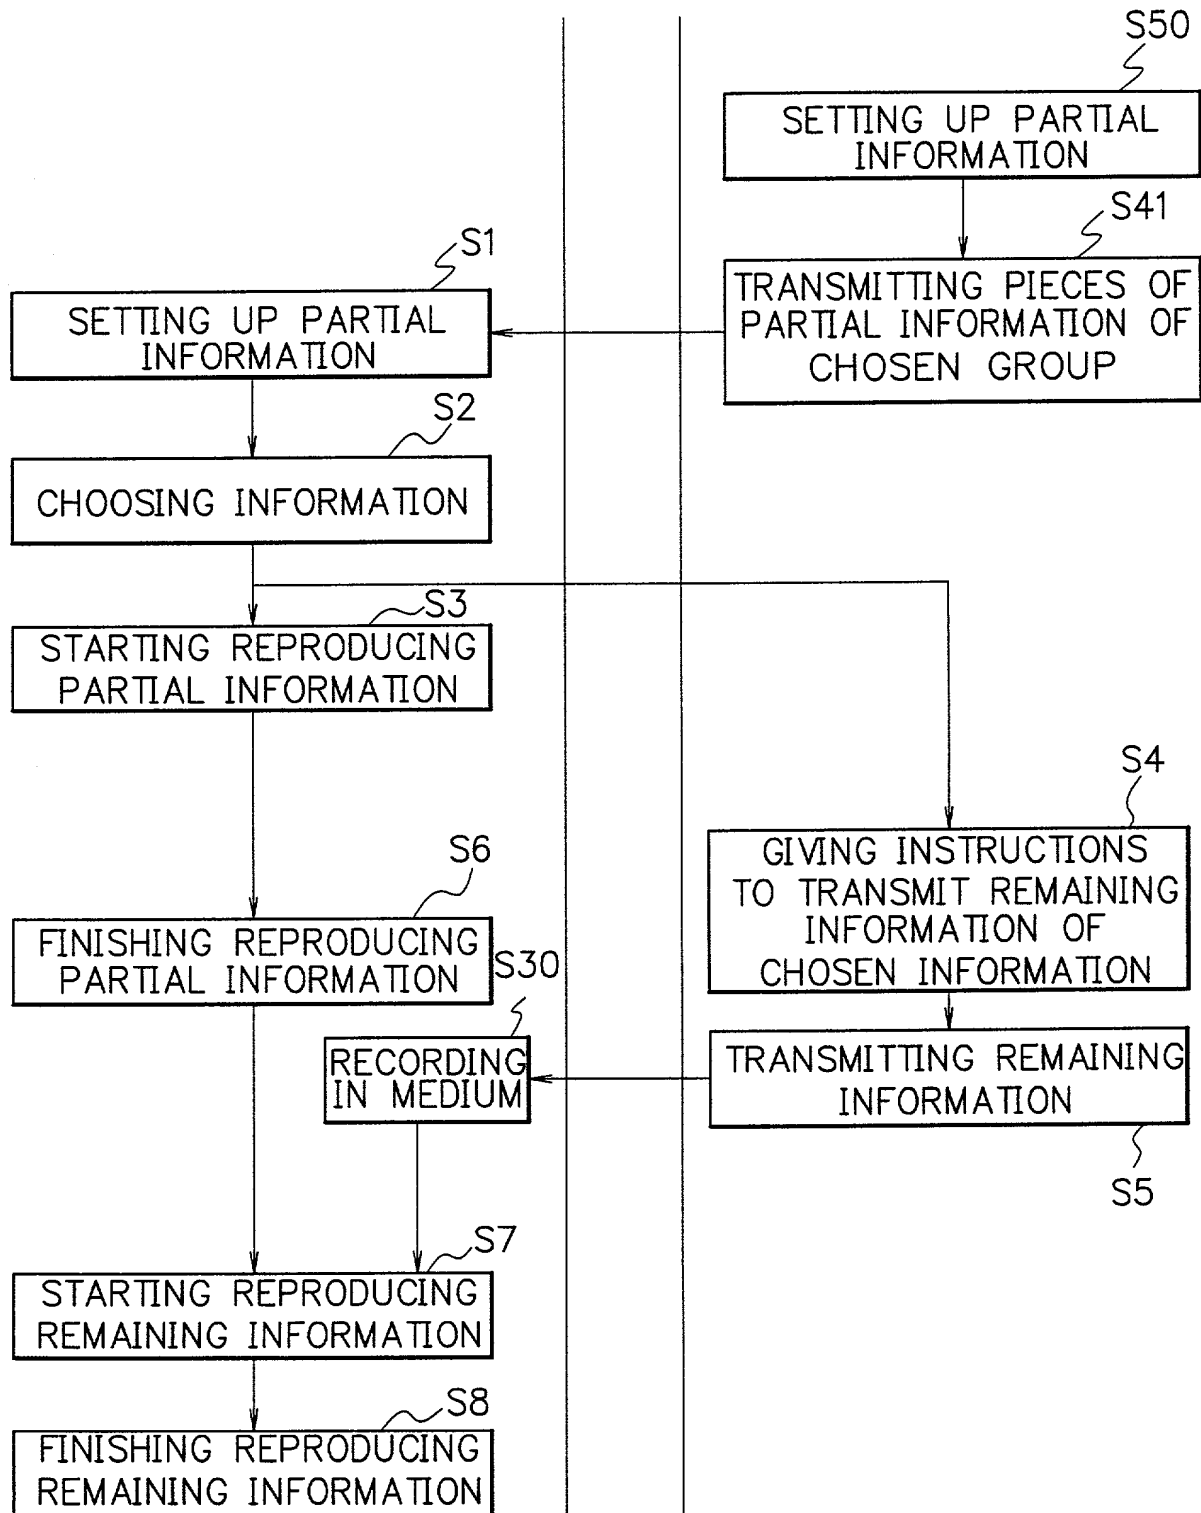 S50
SETTING UP PARTIAL
INFORMATION
S41
TRANSMITTING PIECES OF
PARTIAL INFORMATION OF
CHOSEN GROUP
S1
SETTING UP PARTIAL
INFORMATION
S2
CHOOSING INFORMATION
S3
STARTING REPRODUCING
PARTIAL INFORMATION
S4
GIVING INSTRUCTIONS
TO TRANSMIT REMAINING
INFORMATION OF
CHOSEN INFORMATION
S6
FINISHING REPRODUCING
PARTIAL INFORMATION
S30
RECORDING
IN MEDIUM
TRANSMITTING REMAINING
INFORMATION
S5
S7
STARTING REPRODUCING
REMAINING INFORMATION
S8
FINISHING REPRODUCING
REMAINING INFORMATION